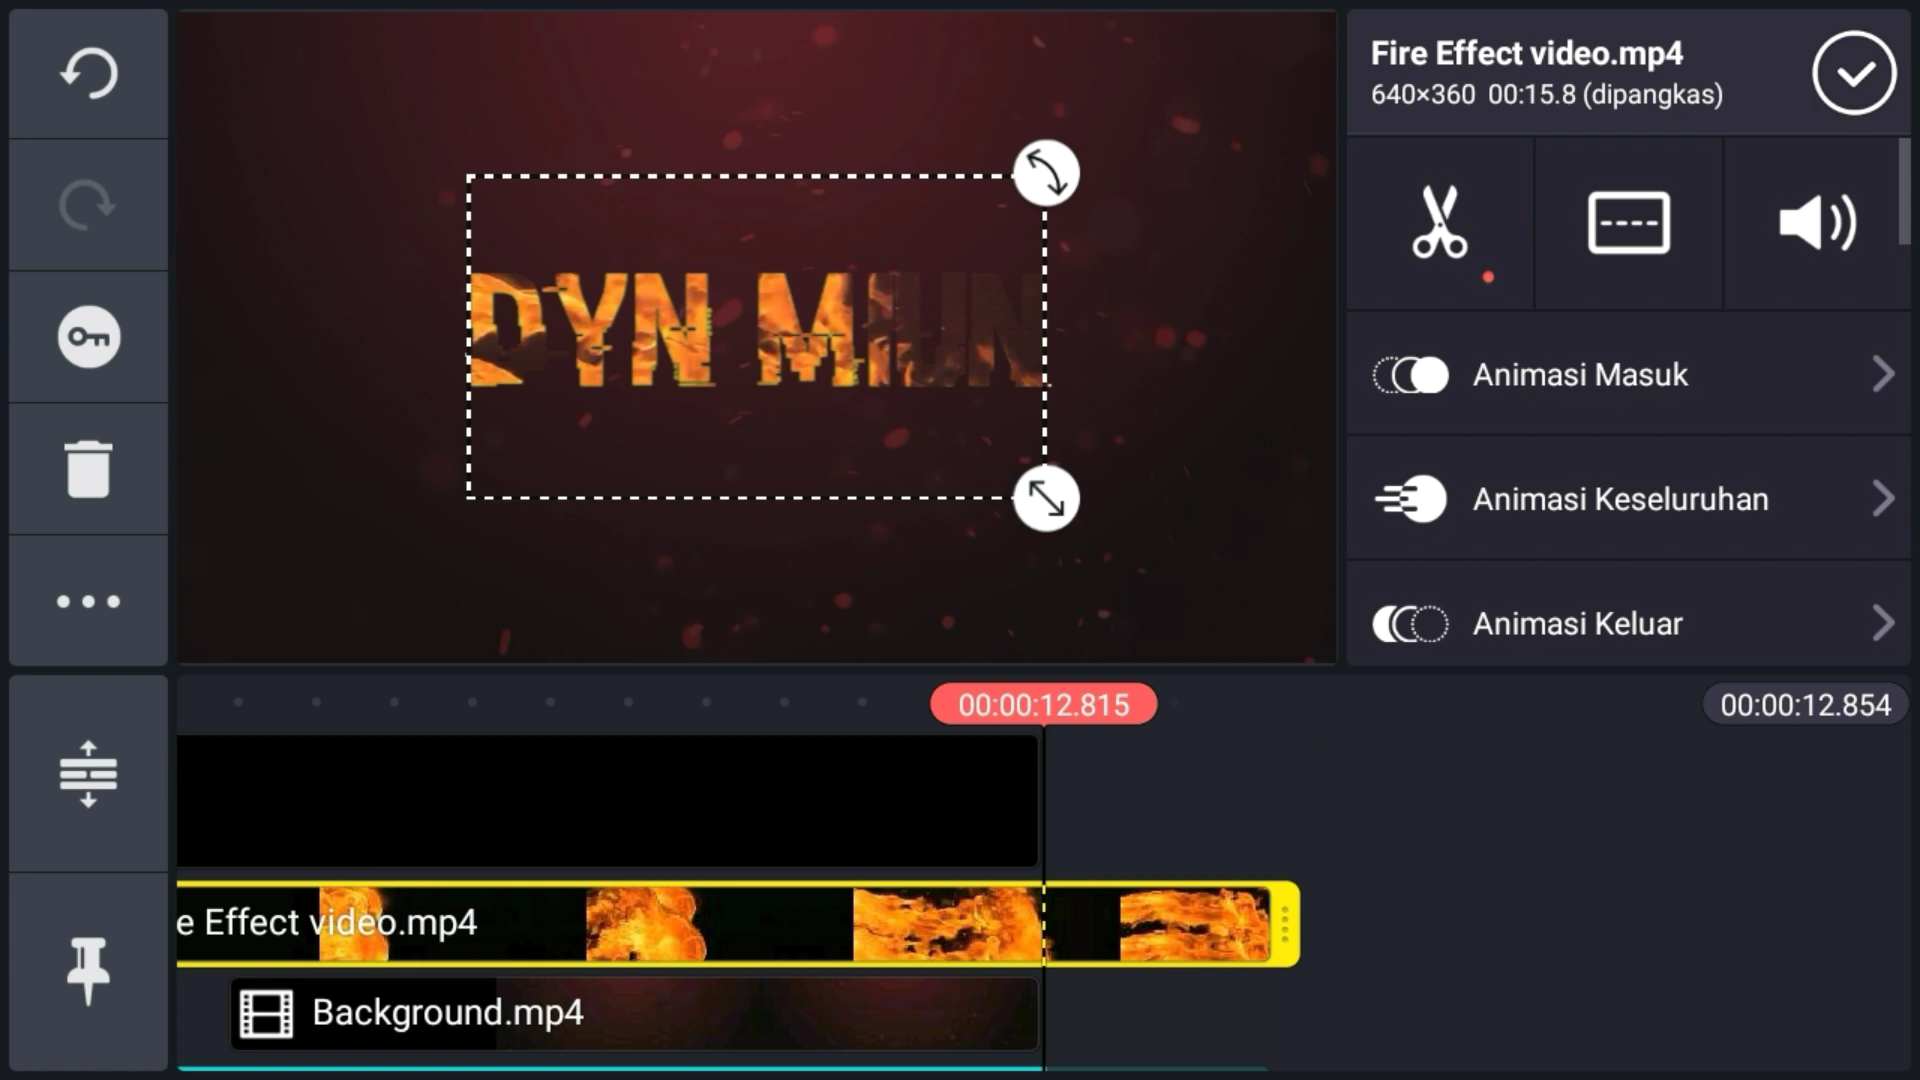 Fire Effect video.mp4
640×360 00:15.8 (dipangkas)
DYN MIUN
Animasi Masuk
Animasi Keseluruhan
Animasi Keluar
00:00:12.815
00:00:12.854
e Effect video.mp4
Background.mp4